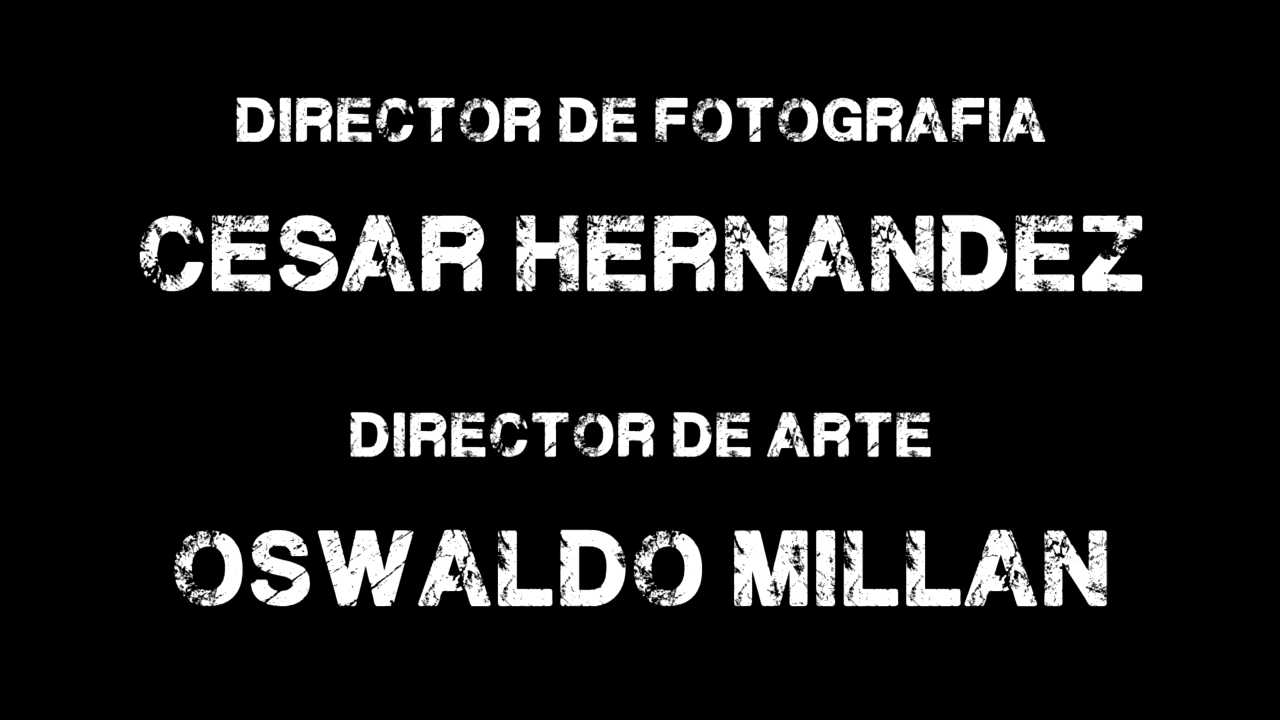 DIRECTOR DE FOTOGRAFIA
CESAR HERNANDEZ
DIRECTOR DE ARTE
OSWALDO MILLAN